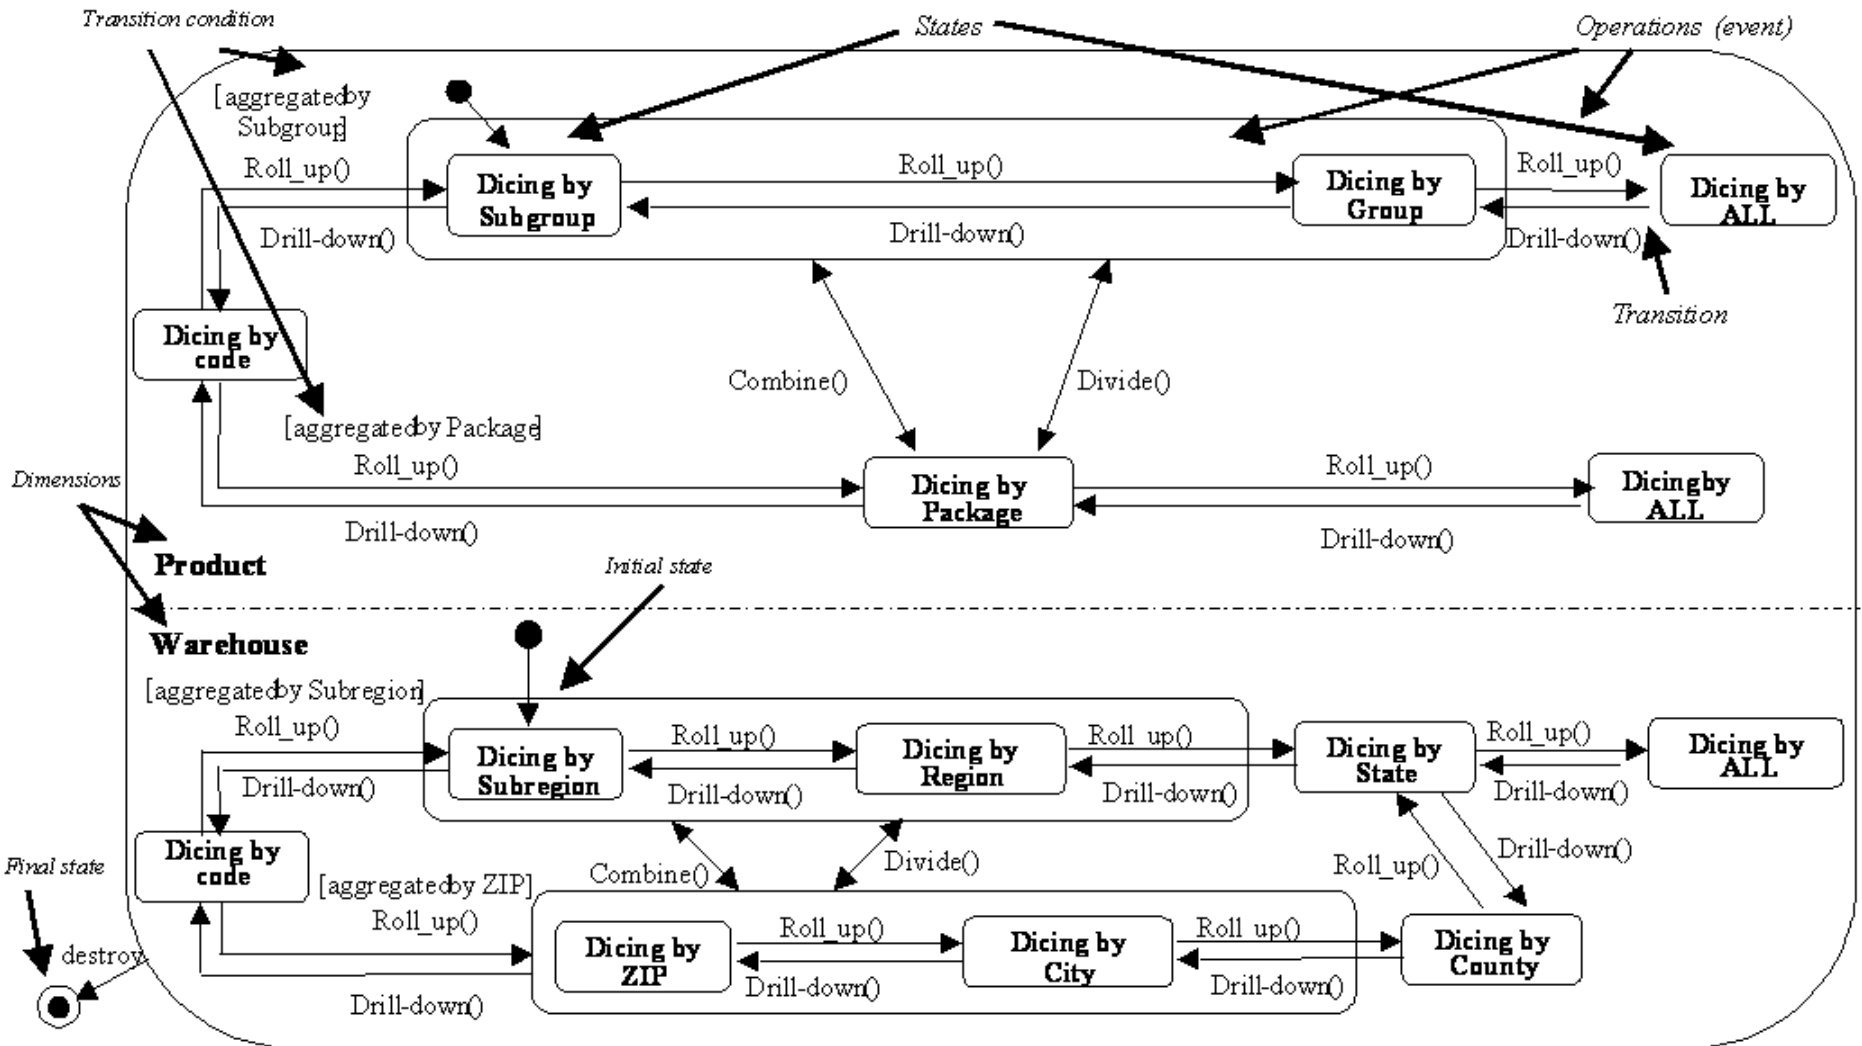 Transition condition
States
Operations (event)
[aggregated by
Subgroup]
Roll_up()
Roll_up()
Roll_up()
Dicing by
Subgroup
Dicing by
Group
Dicing by
ALL
Drill-down()
Drill-down()
Drill-down()
Transition
Dicing by
code
Combine()
Divide()
[aggregated by Package]
Roll_up()
Roll_up()
Dimensions
Dicing by
Package
Dicing by
ALL
Drill-down()
Drill-down()
Product
Initial state
Warehouse
[aggregated by Subregion]
Roll_up()
Roll_up()
Roll up()
Roll_up()
Dicing by
Subregion
Dicing by
Region
Dicing by
State
Dicing by
ALL
Drill-down()
Drill-down()
Drill-down()
Drill-down()
Dicing by
code
Final state
Combine()
Divide()
Roll_up()
Drill-down()
[aggregated by ZIP]
Roll_up()
Roll_up()
Roll up()
Dicing by
ZIP
Dicing by
City
Dicing by
County
destroy
Drill-down()
Drill-down()
Drill-down()